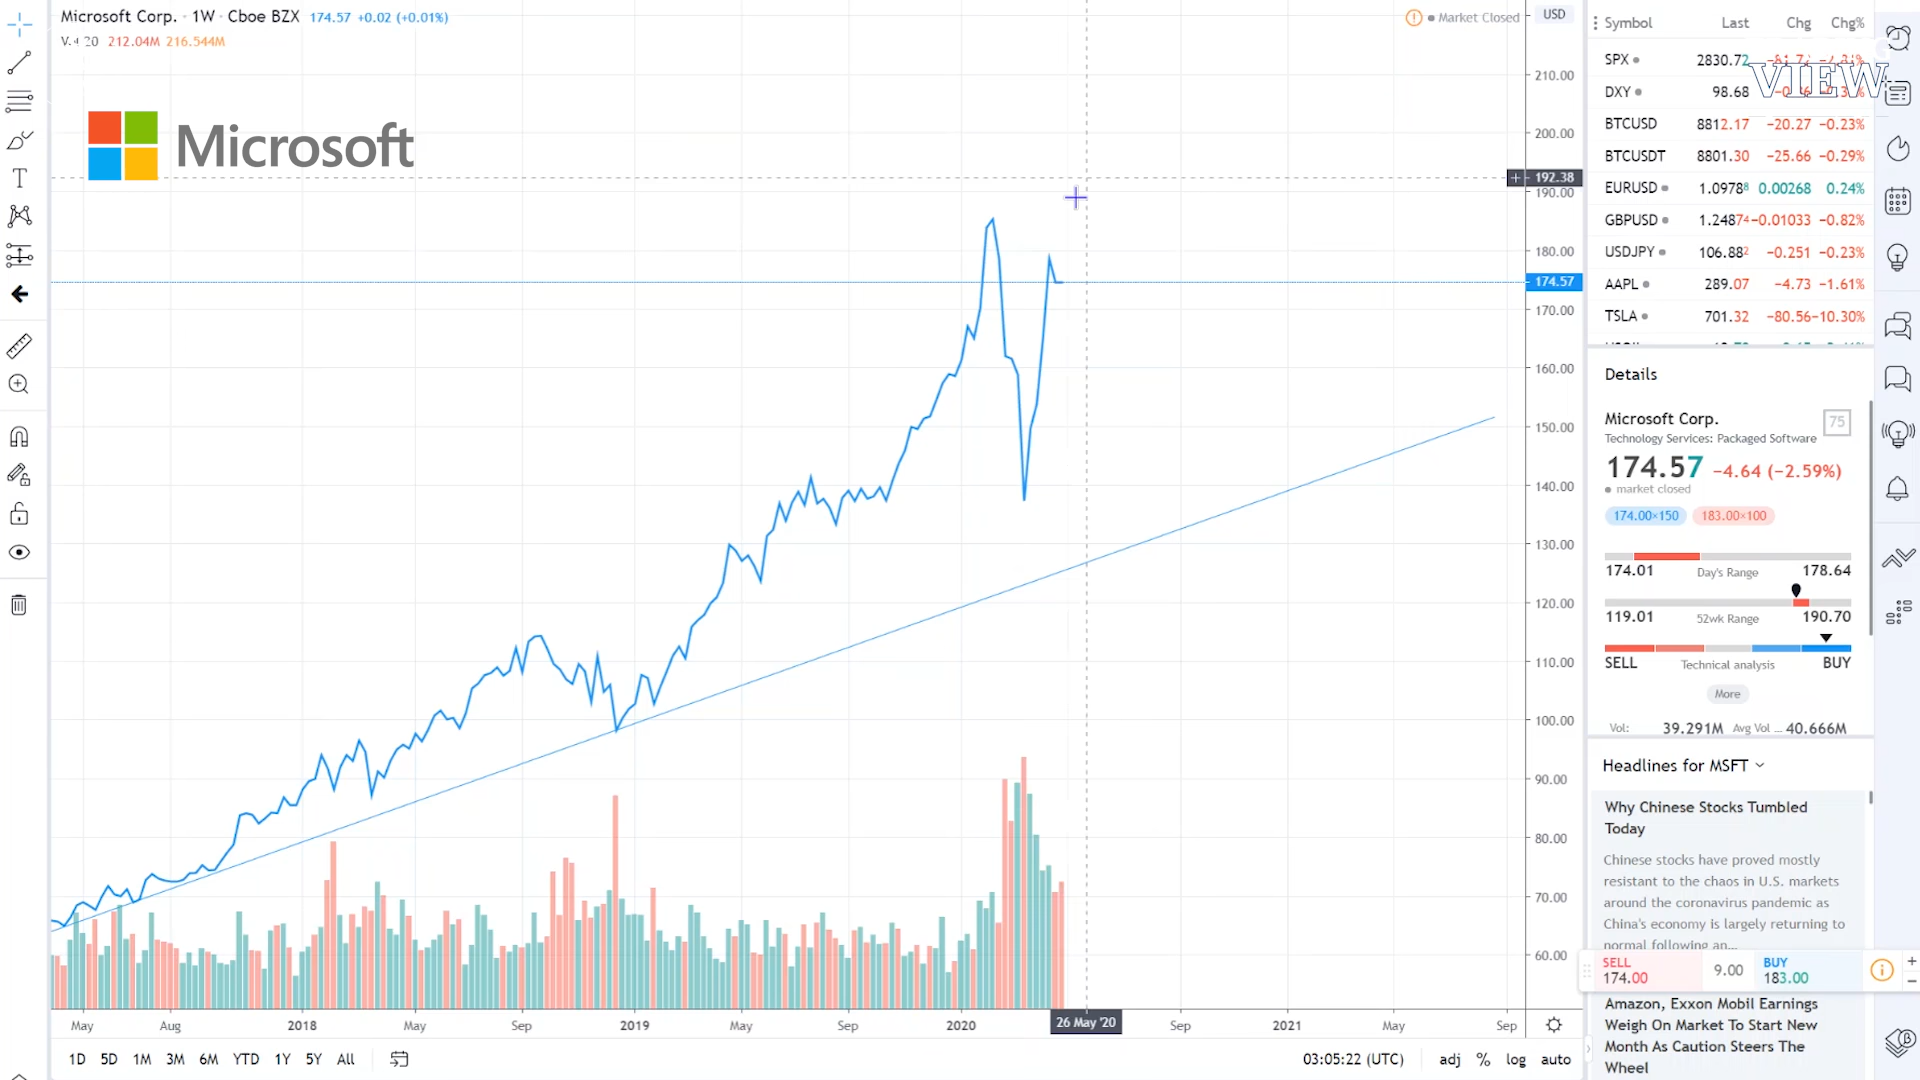 Microsoft Corp. · 1W · Cboe BZX 174.57 +0.02 (+0.01%)
20 212.04M 216.544M
Market Closed
USD
Microsoft
210.00
200.00
192.38
190.00
180.00
174.57
170.00
160.00
150.00
140.00
130.00
120.00
110.00
100.00
90.00
80.00
70.00
60.00
May Aug 2018 May Sep 2019 May Sep 2020 26 May '20 Sep 2021 May Sep
1D 5D 1M 3M 6M YTD 1Y 5Y All
03:05:22 (UTC) adj % log auto
Symbol Last Chg Chg%
VIEW
SPX 2830.72
DXY 98.68
BTCUSD 8812.17 −20.27 −0.23%
BTCUSDT 8801.30 −25.66 −0.29%
EURUSD 1.09788 0.00268 0.24%
GBPUSD 1.24874 −0.01033 −0.82%
USDJPY 106.882 −0.251 −0.23%
AAPL 289.07 −4.73 −1.61%
TSLA 701.32 −80.56 −10.30%
Details
Microsoft Corp.
75
Technology Services: Packaged Software
174.57 −4.64 (−2.59%)
market closed
174.00×150 183.00×100
174.01 Day's Range 178.64
119.01 52wk Range 190.70
SELL Technical analysis BUY
More
Vol: 39.291M Avg Vol ... 40.666M
Headlines for MSFT
Why Chinese Stocks Tumbled
Today
Chinese stocks have proved mostly
resistant to the chaos in U.S. markets
around the coronavirus pandemic as
China's economy is largely returning to
normal following an...
SELL
174.00
9.00
BUY
183.00
Amazon, Exxon Mobil Earnings
Weigh On Market To Start New
Month As Caution Steers The
Wheel